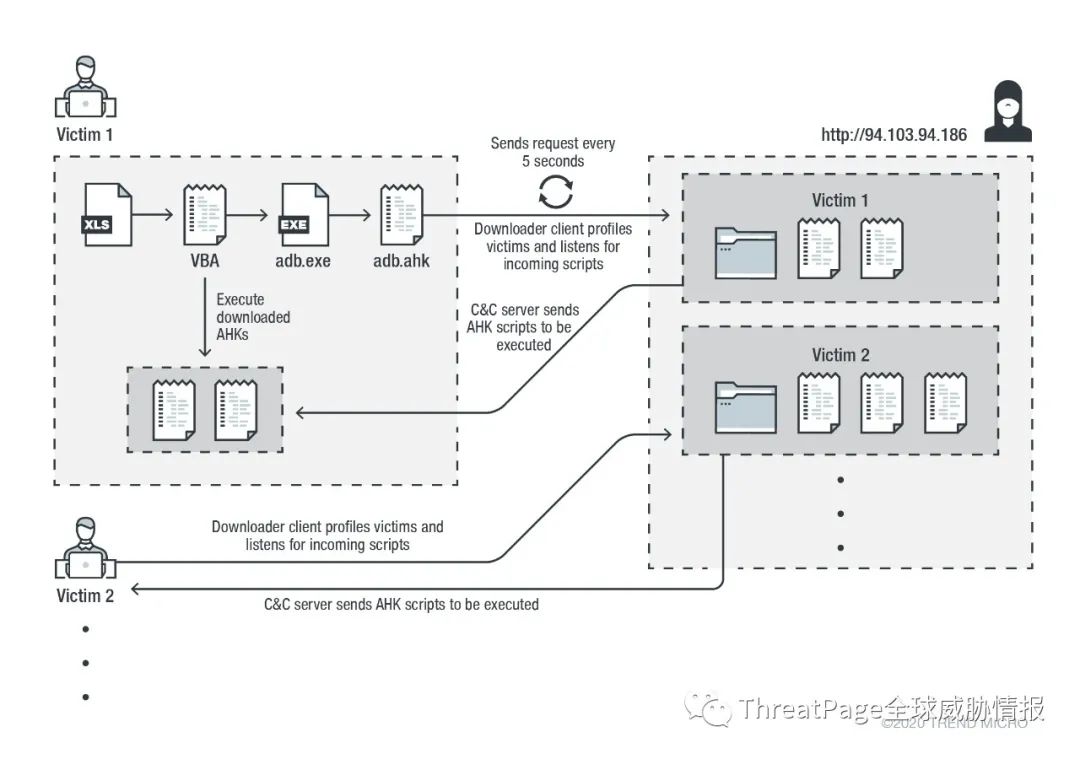 Victim 1
http://94.103.94.186
Sends request every
5 seconds
Victim 1
XLS
EXE
VBA
adb.exe
adb.ahk
Downloader client profiles
victims and listens for
incoming scripts
Execute
downloaded
AHKs
C&C server sends
AHK scripts to be
executed
Victim 2
Downloader client profiles victims and
listens for incoming scripts
Victim 2
C&C server sends AHK scripts to be executed
ThreatPage全球威胁情报
©2020 TREND MICRO